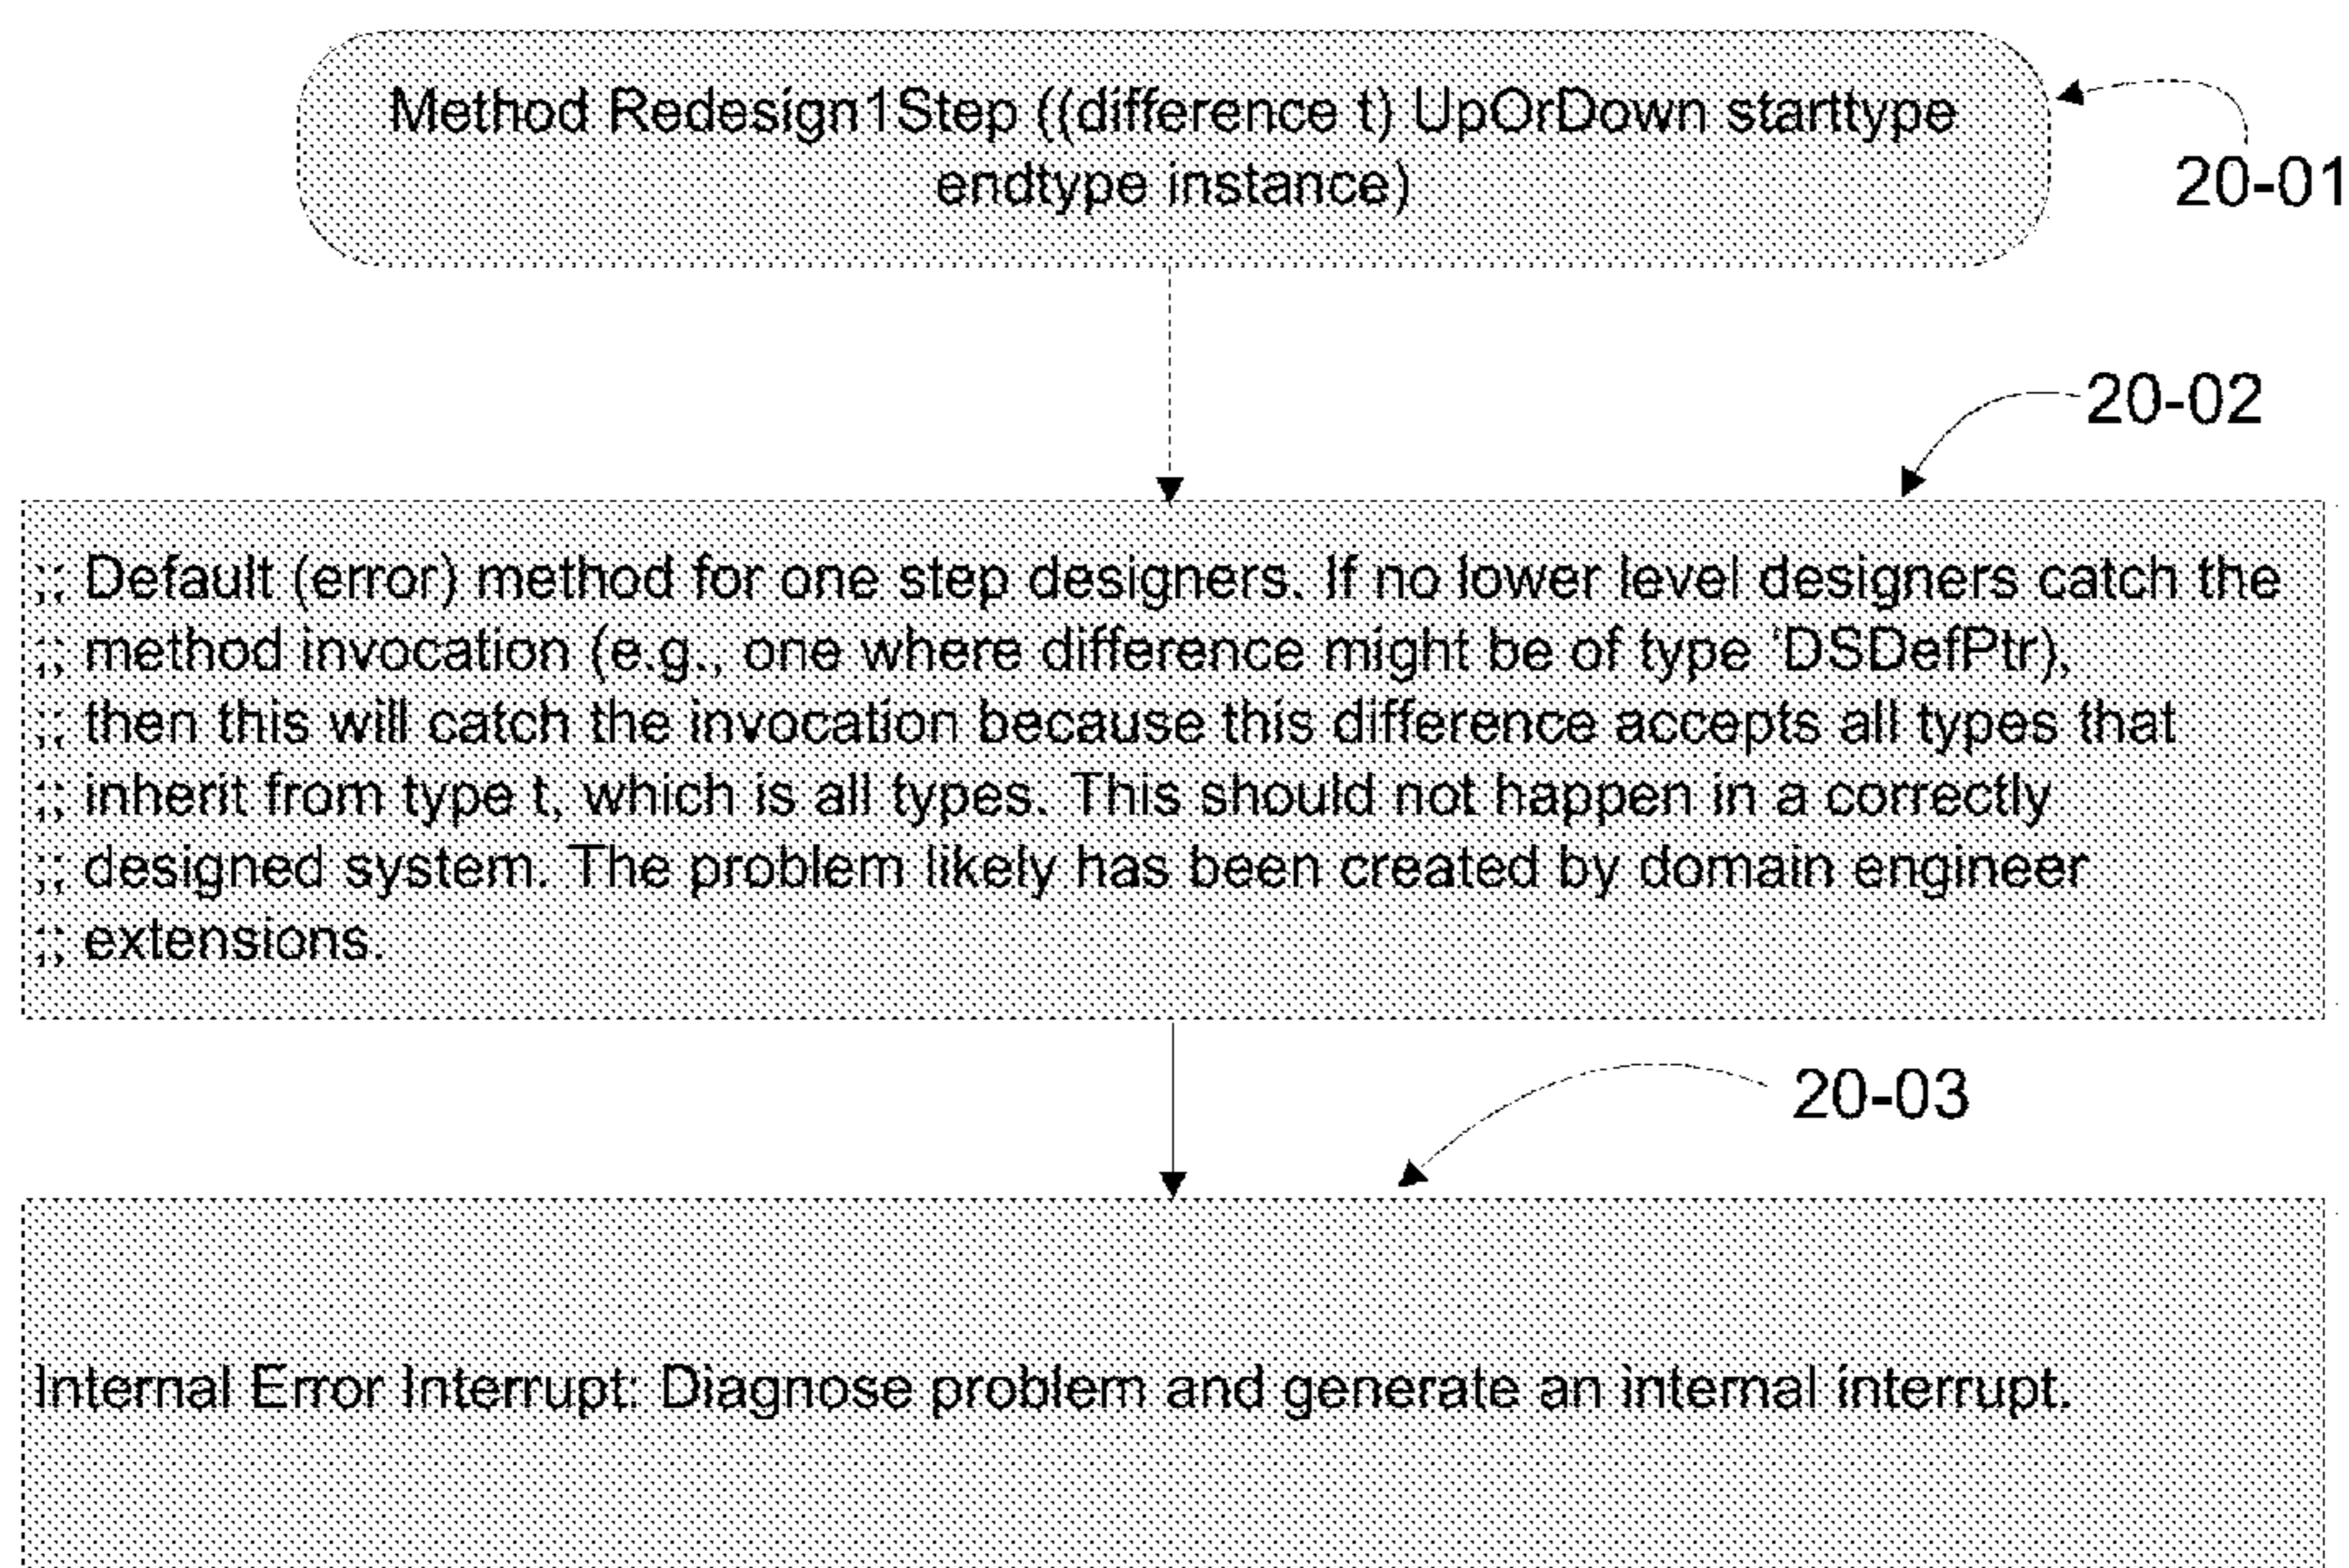 Method Redesign1Step ((difference t) UpOrDown starttype
endtype instance)
20-01
20-02
;; Default (error) method for one step designers. If no lower level designers catch the
;; method invocation (e.g., one where difference might be of type 'DSDefPtr),
;; then this will catch the invocation because this difference accepts all types that
;; inherit from type t, which is all types. This should not happen in a correctly
;; designed system. The problem likely has been created by domain engineer
;; extensions.
20-03
Internal Error Interrupt: Diagnose problem and generate an internal interrupt.